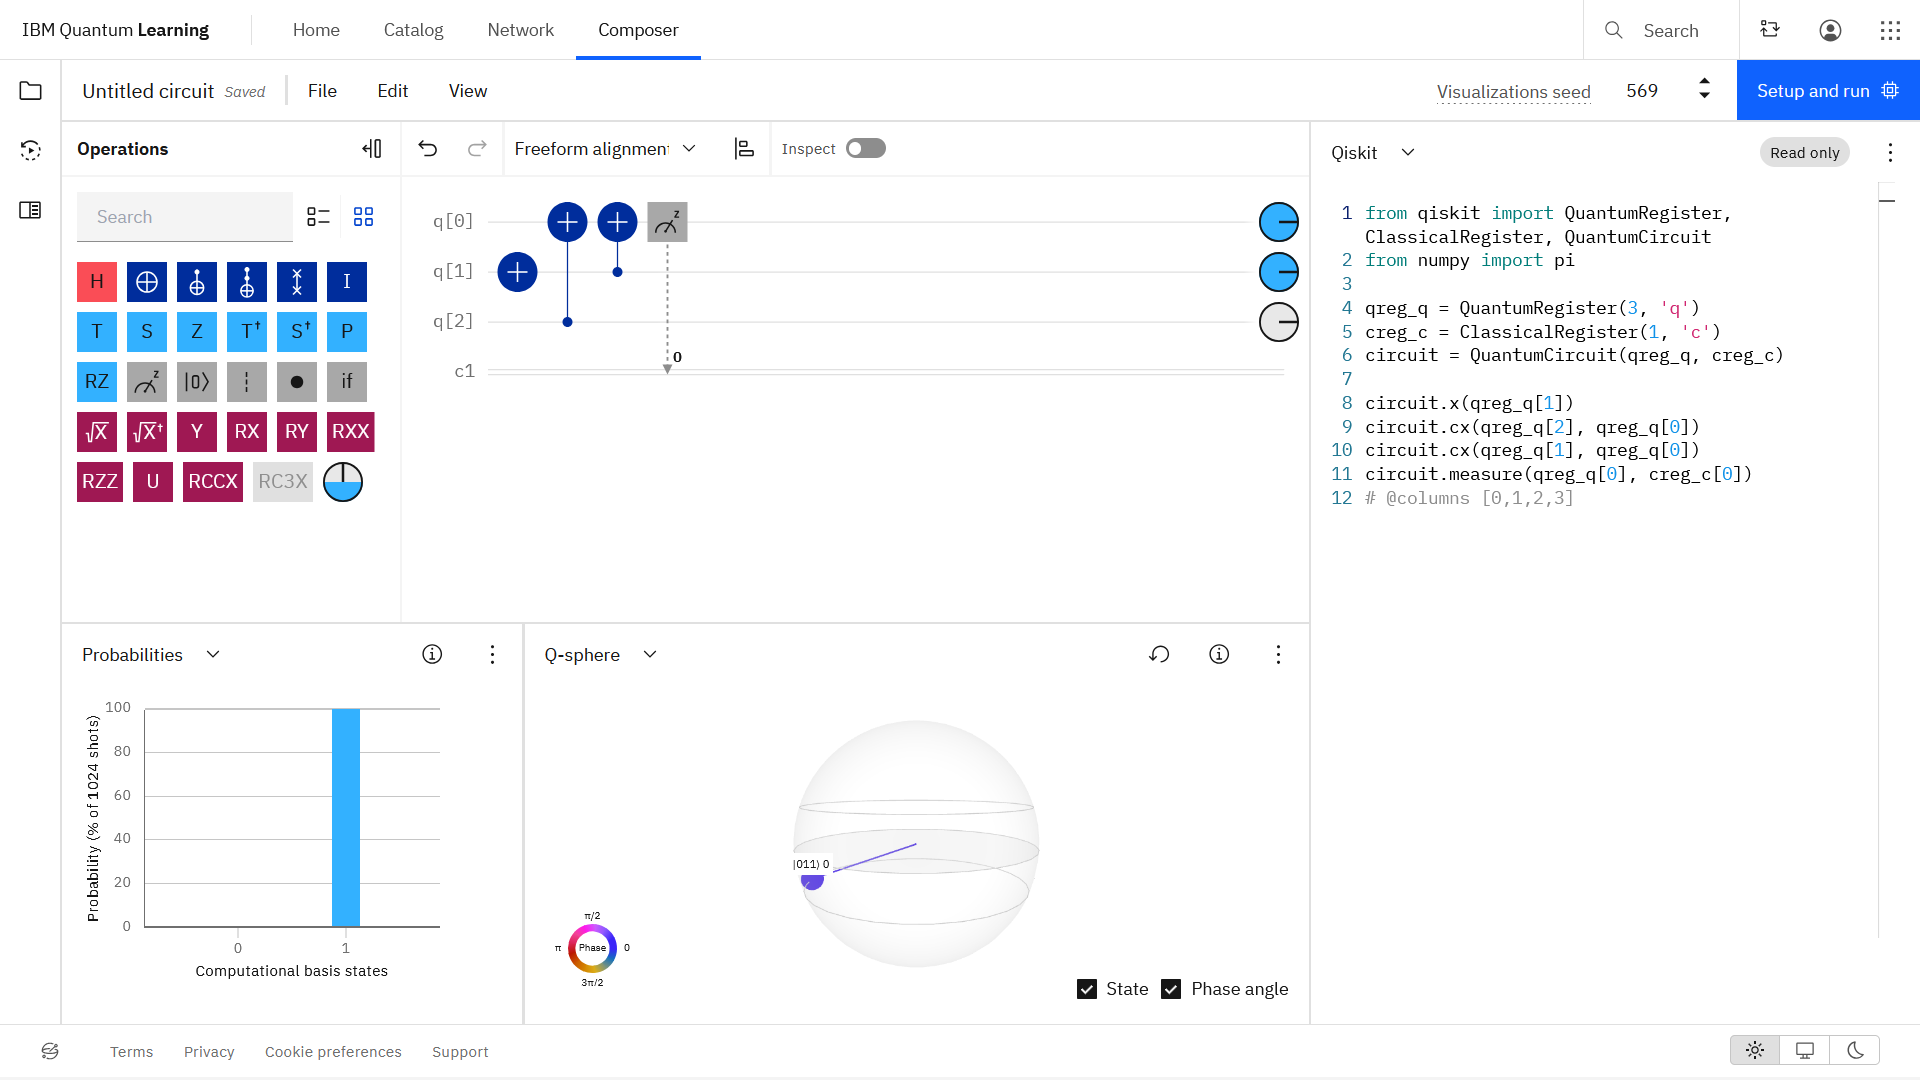 IBM Quantum Learning
Home
Catalog
Network
Composer
Search
Untitled circuit
Saved
File
Edit
View
Visualizations seed
569
Setup and run
Operations
Freeform alignmen
Inspect
Qiskit
Read only
Search
H
I
T
S
Z
T†
S†
P
RZ
z
|0⟩
if
√X
√X†
Y
RX
RY
RXX
RZZ
U
RCCX
RC3X
q[0]
z
q[1]
q[2]
0
c1
1 from qiskit import QuantumRegister,
ClassicalRegister, QuantumCircuit
2 from numpy import pi
3
4 qreg_q = QuantumRegister(3, 'q')
5 creg_c = ClassicalRegister(1, 'c')
6 circuit = QuantumCircuit(qreg_q, creg_c)
7
8 circuit.x(qreg_q[1])
9 circuit.cx(qreg_q[2], qreg_q[0])
10 circuit.cx(qreg_q[1], qreg_q[0])
11 circuit.measure(qreg_q[0], creg_c[0])
12 # @columns [0,1,2,3]
Probabilities
Probability (% of 1024 shots)
100
80
60
40
20
0
0
1
Computational basis states
Q-sphere
|011⟩ 0
π/2
π
Phase
0
3π/2
State
Phase angle
Terms
Privacy
Cookie preferences
Support